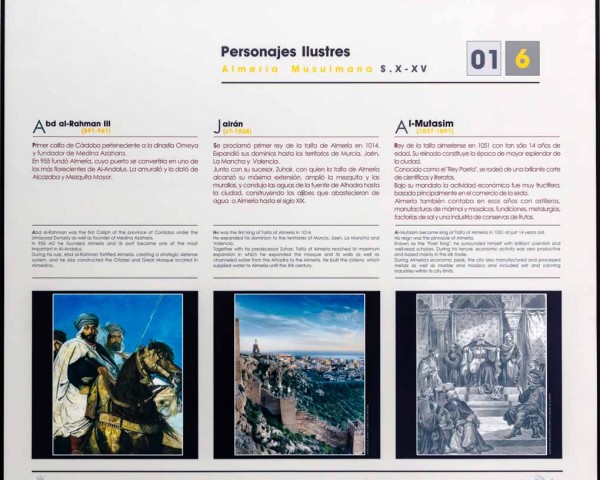 Personajes Ilustres
Almería Musulmana S.X-XV
01 6
Abd al-Rahman III
(891-961)
Primer califa de Córdoba perteneciente a la dinastía Omeya
y fundador de Medina Azahara.
En 955 fundó Almería, cuyo puerto se convertiría en uno de
los más florecientes de Al-Andalus. La amuralló y la dotó de
Alcazaba y Mezquita Mayor.
Abd al-Rahman was the first Caliph of the province of Cordoba under the
Umayyad Dynasty as well as founder of Medina Azahara.
In 955 AD he founded Almeria and its port became one of the most
important in Al-Andalus.
During his rule, Abd al-Rahman fortified Almeria, creating a strategic defense
system, and he also constructed the Citadel and Great Mosque located in
Almedina.
Jairán
Se proclamó primer rey de la taifa de Almería en 1014.
Expandió sus dominios hasta los territorios de Murcia, Jaén,
La Mancha y Valencia.
Junto con su sucesor, Zuhair, con quien la taifa de Almería
alcanzó su máxima extensión, amplió la mezquita y las
murallas, y condujo las aguas de la fuente de Alhadra hasta
la ciudad, construyendo los aljibes que abastecieron de
agua a Almería hasta el siglo XIX.
He was the first king of Taifa of Almeria in 1014.
He expanded his dominion to the territories of Murcia, Jaen, La Mancha and
Valencia.
Together with his predecessor Zuhair, Taifa of Almeria reached its maximum
expansion in which he expanded the mosque and its walls as well as
channeled water from the Alhadra to the Almeria. He built the cisterns which
supplied water to Almeria until the XIX century.
Al-Mutasim
(1037-1091)
Rey de la taifa almeriense en 1051 con tan sólo 14 años de
edad. Su reinado constituye la época de mayor esplendor de
la ciudad.
Conocido como el "Rey Poeta", se rodeó de una brillante corte
de científicos y literatos.
Bajo su mandato la actividad económica fue muy fructífera,
basada principalmente en el comercio de la seda.
Almería también contaba en esos años con astilleros,
manufacturas de mármol y mosaicos, fundiciones, metalurgias,
factorías de sal y una industria de conservas de frutas.
Al-Mutasim became king of Taifa of Almeria in 1051 at just 14 years old.
His reign was the pinnacle of Almeria.
Known as the "Poet King", he surrounded himself with brilliant scientists and
well-read scholars. During his tenure, economic activity was very productive
and based mainly in the silk trade.
During Almeria's economic peak, the city also manufactured and processed
metals as well as marble and mosaics and included salt and canning
industries within its city limits.